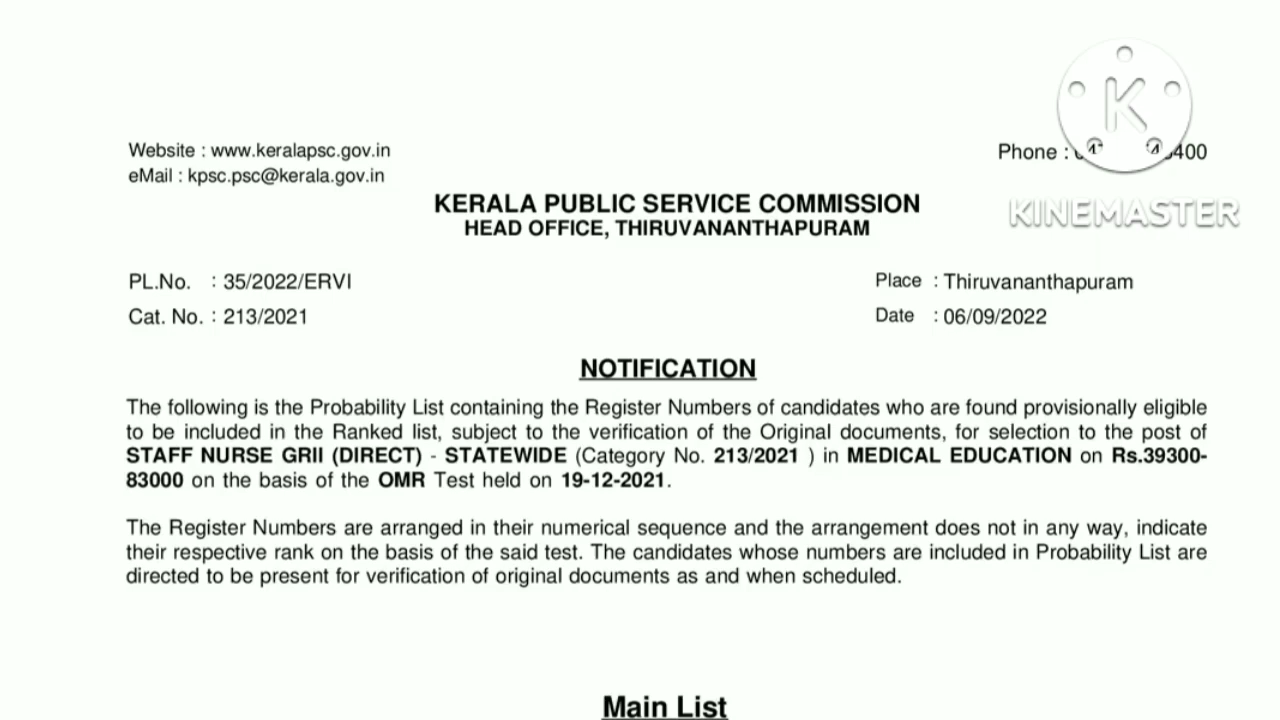 Website : www.keralapsc.gov.in
Phone : 400
eMail : kpsc.psc@kerala.gov.in
K
KINEMASTER
KERALA PUBLIC SERVICE COMMISSION
HEAD OFFICE, THIRUVANANTHAPURAM
PL.No. : 35/2022/ERVI
Place : Thiruvananthapuram
Cat. No. : 213/2021
Date : 06/09/2022
NOTIFICATION
The following is the Probability List containing the Register Numbers of candidates who are found provisionally eligible
to be included in the Ranked list, subject to the verification of the Original documents, for selection to the post of
STAFF NURSE GRII (DIRECT) - STATEWIDE (Category No. 213/2021 ) in MEDICAL EDUCATION on Rs.39300-
83000 on the basis of the OMR Test held on 19-12-2021.
The Register Numbers are arranged in their numerical sequence and the arrangement does not in any way, indicate
their respective rank on the basis of the said test. The candidates whose numbers are included in Probability List are
directed to be present for verification of original documents as and when scheduled.
Main List